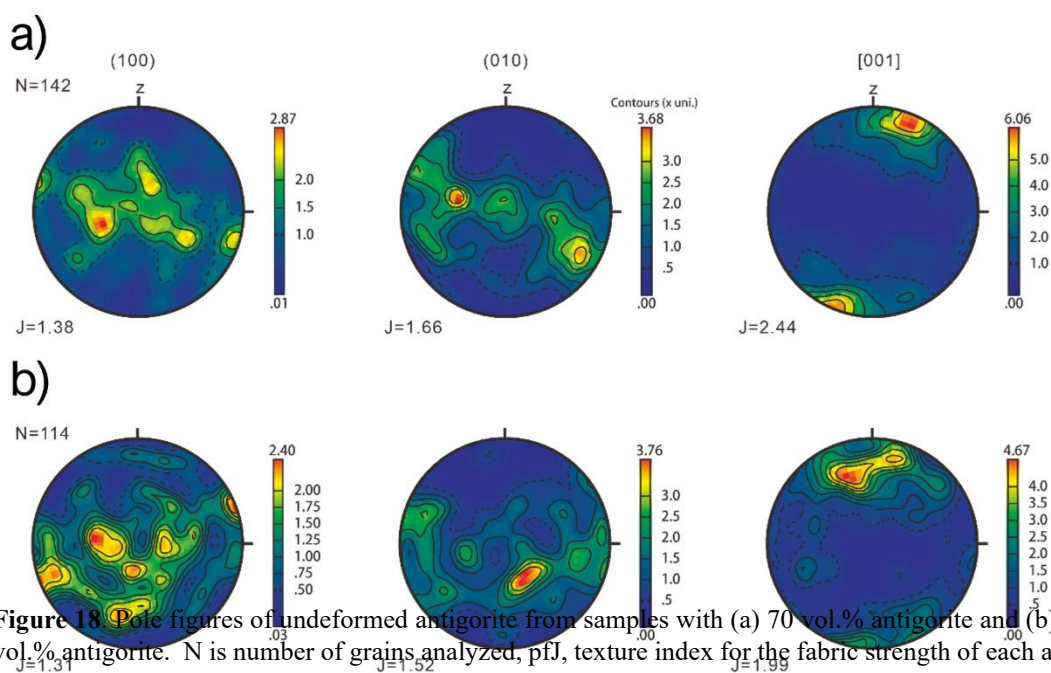 a)
(100) (010) [001]
N=142 z z z
Contours (x uni.)
2.87 3.68 6.06
2.0 3.0 5.0
1.5 2.5 4.0
1.0 2.0 3.0
1.5 2.0
1.0 1.0
.5
.01 .00 .00
J=1.38 J=1.66 J=2.44
b)
N=114
2.40 3.76 4.67
2.00 3.0 4.0
1.75 2.5 3.5
1.50 2.0 3.0
1.25 1.5 2.5
1.00 1.0 2.0
.75 .5 1.5
.50 1.0
.5
.03 .00 .00
Figure 18. Pole figures of undeformed antigorite from samples with (a) 70 vol.% antigorite and (b)
vol.% antigorite. N is number of grains analyzed, pfJ, texture index for the fabric strength of each a
J=1.31 J=1.52 J=1.99